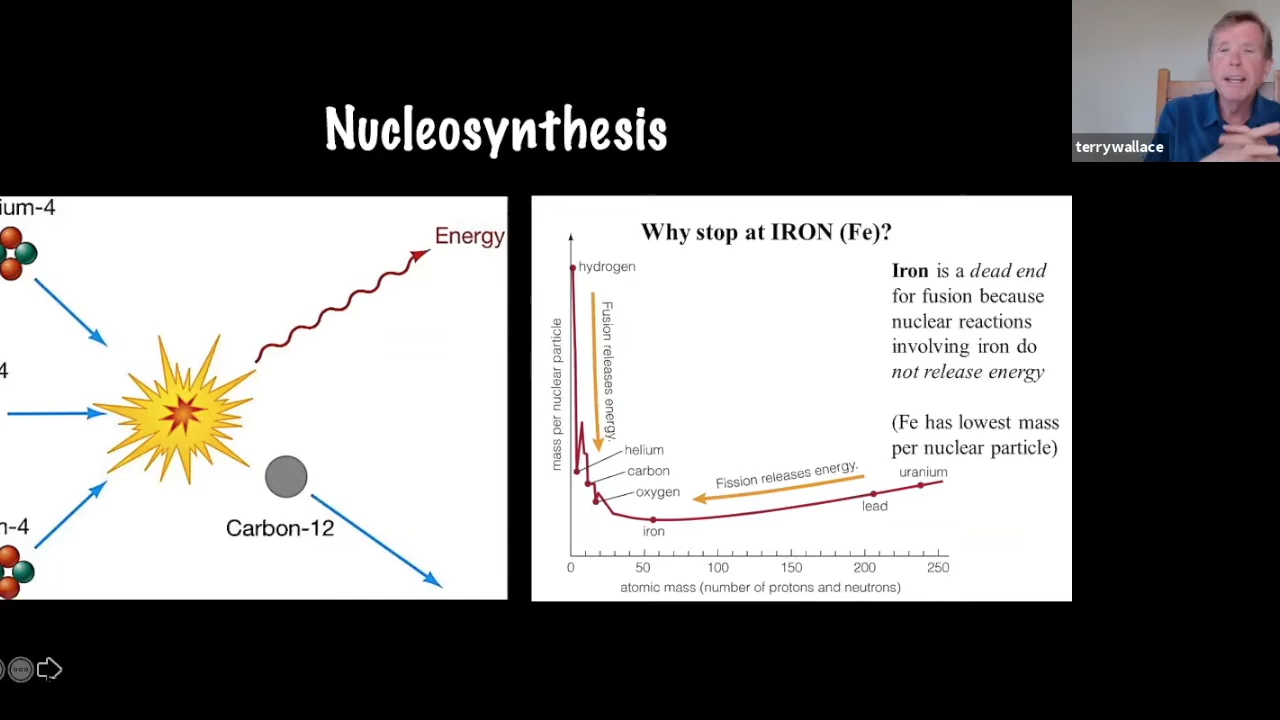 terrywallace
Nucleosynthesis
ium-4
Energy
4
n-4
Carbon-12
Why stop at IRON (Fe)?
hydrogen
Fusion releases energy.
mass per nuclear particle
helium
carbon
oxygen
iron
Fission releases energy.
uranium
lead
0 50 100 150 200 250
atomic mass (number of protons and neutrons)
Iron is a dead end
for fusion because
nuclear reactions
involving iron do
not release energy
(Fe has lowest mass
per nuclear particle)